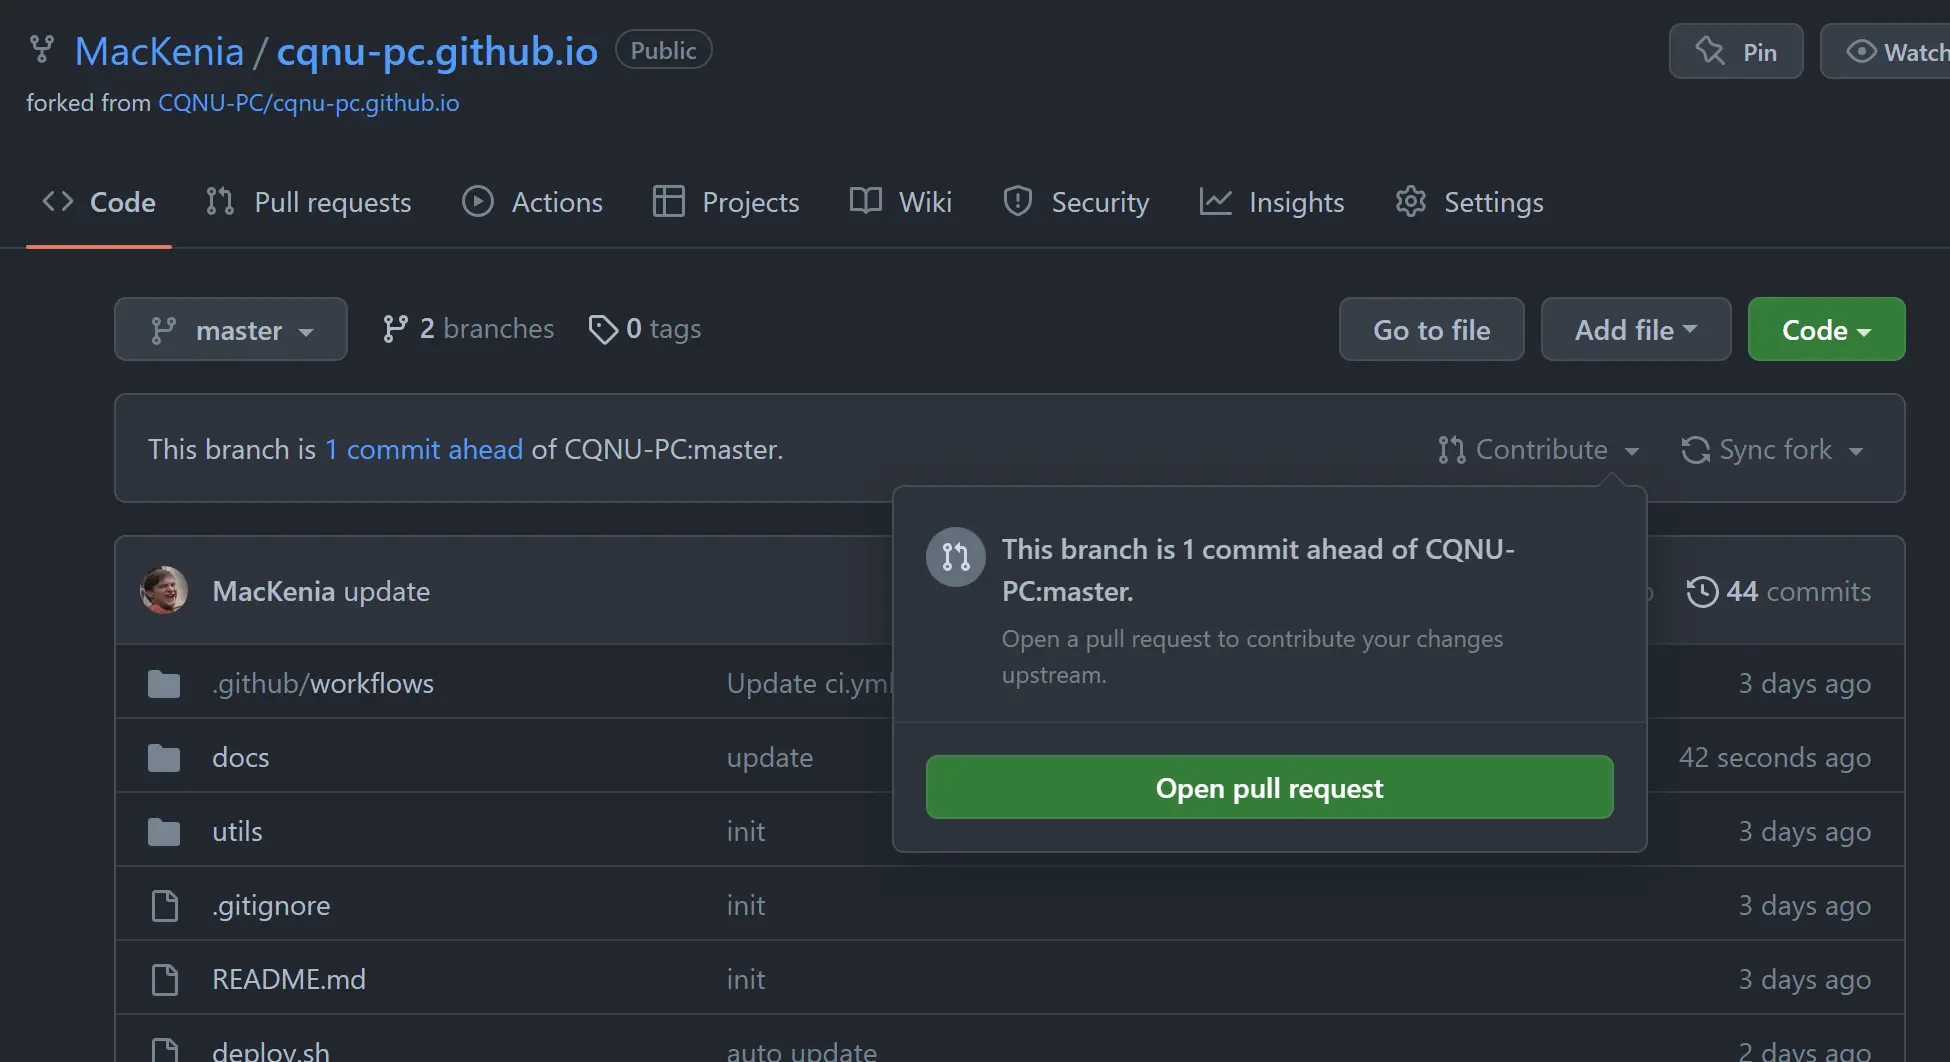 MacKenia / cqnu-pc.github.io Public
Pin
Watch
forked from CQNU-PC/cqnu-pc.github.io
Code
Pull requests
Actions
Projects
Wiki
Security
Insights
Settings
master
2 branches
0 tags
Go to file
Add file
Code
This branch is 1 commit ahead of CQNU-PC:master.
Contribute
Sync fork
This branch is 1 commit ahead of CQNU-
PC:master.
Open a pull request to contribute your changes
upstream.
Open pull request
MacKenia update
44 commits
.github/workflows
Update ci.yml
3 days ago
docs
update
42 seconds ago
utils
init
3 days ago
.gitignore
init
3 days ago
README.md
init
3 days ago
deploy.sh
auto update
2 days ago